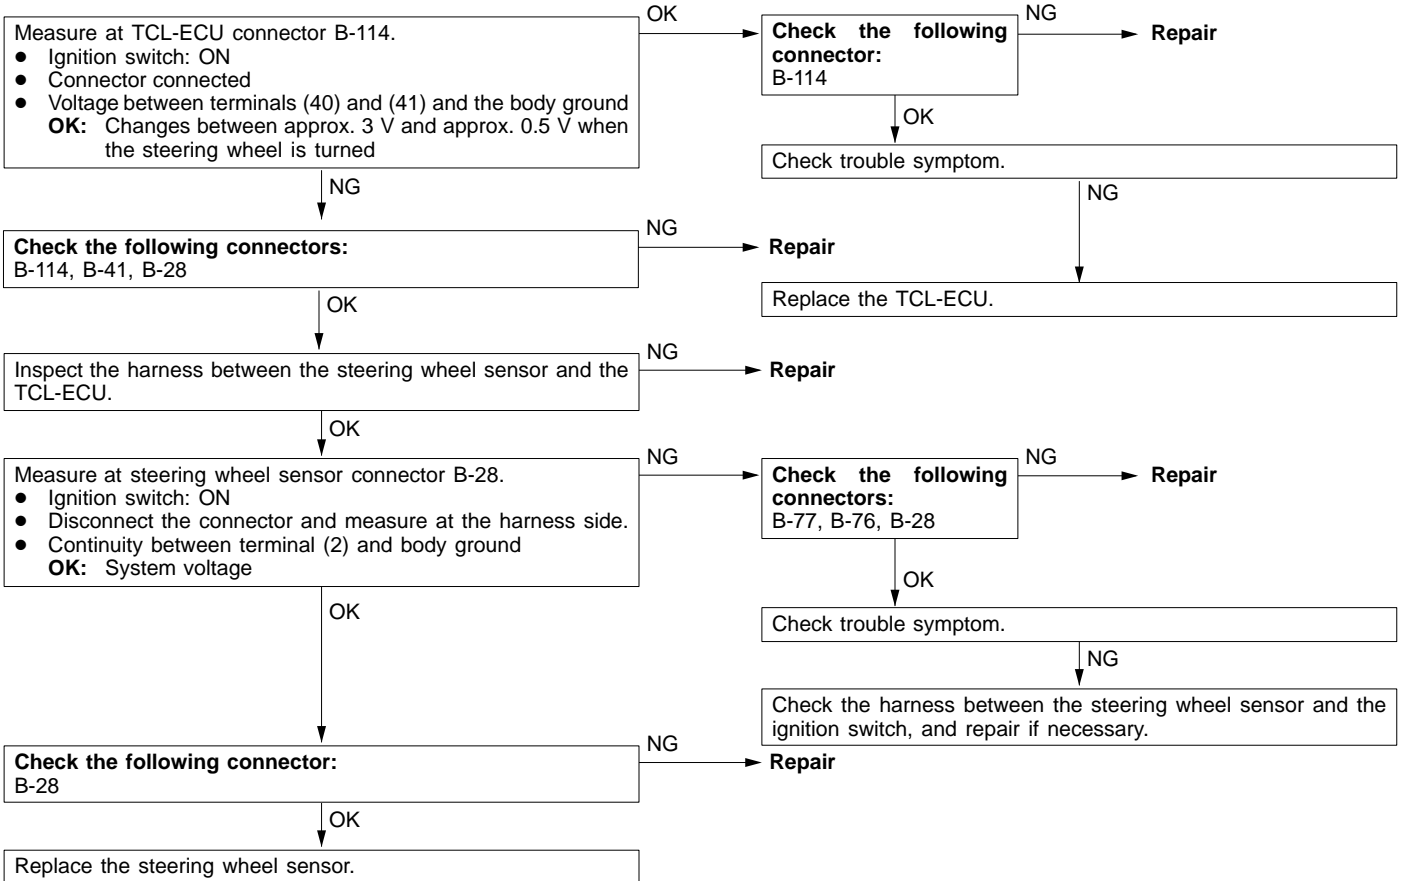 Measure at TCL-ECU connector B-114.
● Ignition switch: ON
● Connector connected
● Voltage between terminals (40) and (41) and the body ground
OK: Changes between approx. 3 V and approx. 0.5 V when
the steering wheel is turned
OK
Check the following
connector:
B-114
NG
Repair
OK
Check trouble symptom.
NG
Replace the TCL-ECU.
NG
Check the following connectors:
B-114, B-41, B-28
NG
Repair
OK
Inspect the harness between the steering wheel sensor and the
TCL-ECU.
NG
Repair
OK
Measure at steering wheel sensor connector B-28.
● Ignition switch: ON
● Disconnect the connector and measure at the harness side.
● Continuity between terminal (2) and body ground
OK: System voltage
NG
Check the following
connectors:
B-77, B-76, B-28
NG
Repair
OK
Check trouble symptom.
NG
Check the harness between the steering wheel sensor and the
ignition switch, and repair if necessary.
OK
Check the following connector:
B-28
NG
Repair
OK
Replace the steering wheel sensor.